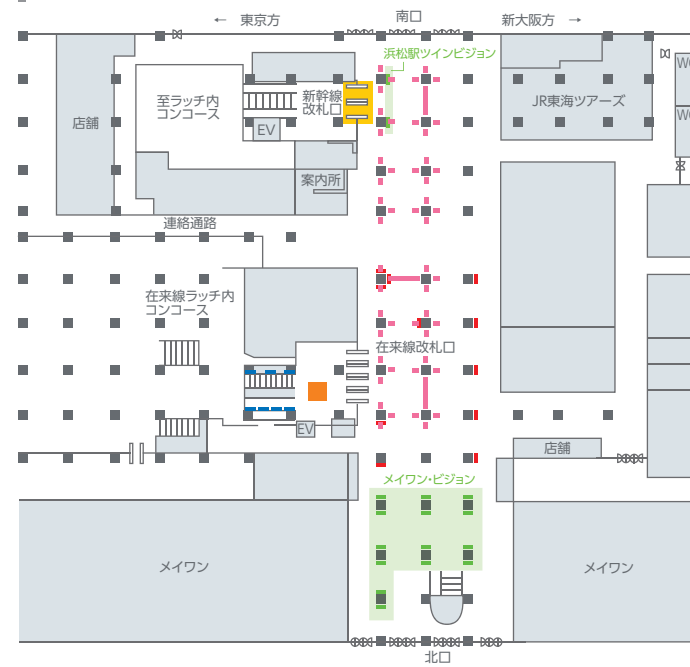 ← 東京方
南口
新大阪方 →
浜松駅ツインビジョン
WC
至ラッチ内
コンコース
新幹線
改札口
JR東海ツアーズ
店舗
EV
WC
案内所
連絡通路
在来線ラッチ内
コンコース
在来線改札口
EV
店舗
メイワン・ビジョン
メイワン
メイワン
北口